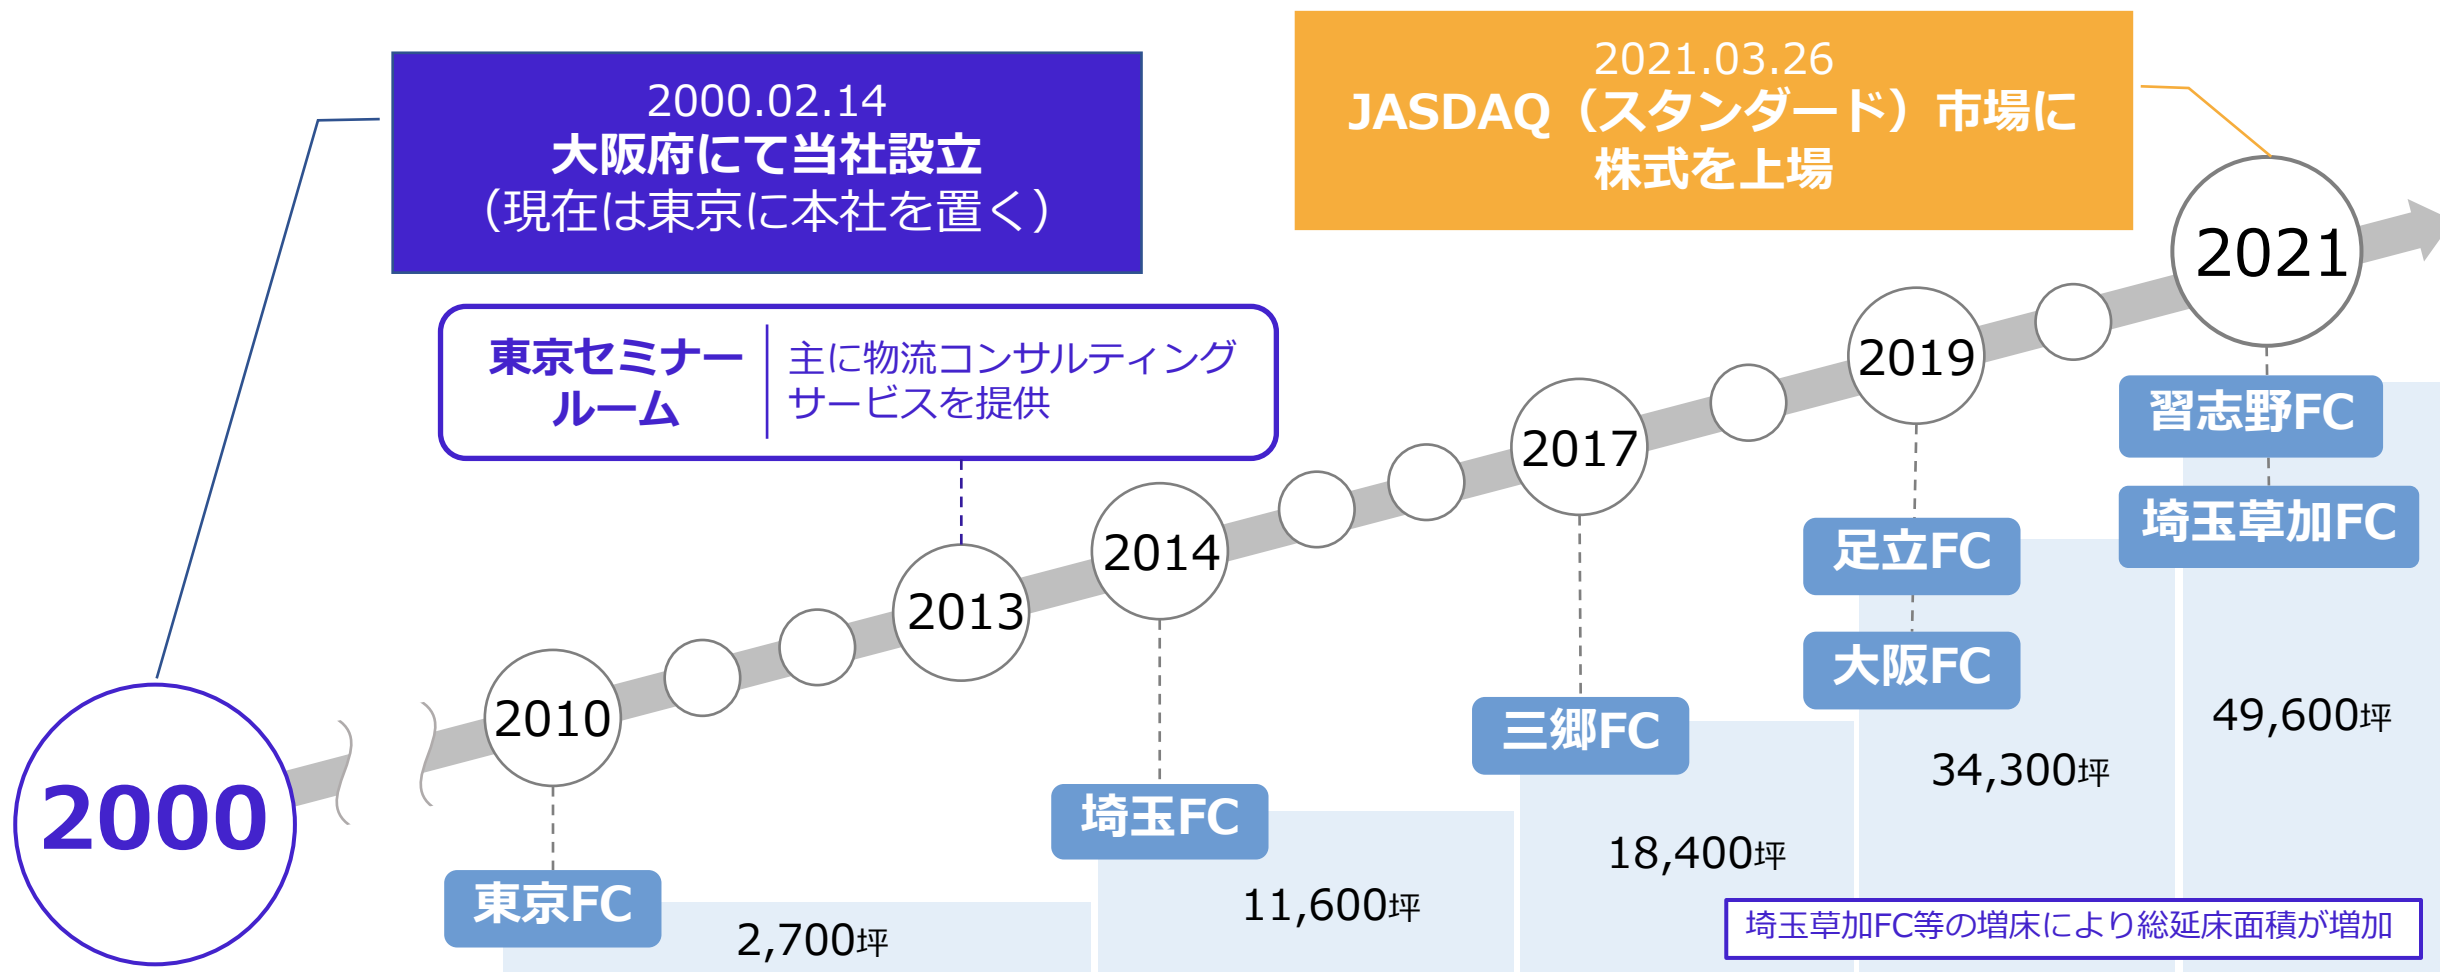 2000.02.14
大阪府にて当社設立
（現在は東京に本社を置く）
2021.03.26
JASDAQ（スタンダード）市場に
株式を上場
東京セミナー
ルーム
主に物流コンサルティング
サービスを提供
2000
2010
2013
2014
2017
2019
2021
東京FC
2,700坪
埼玉FC
11,600坪
三郷FC
18,400坪
足立FC
大阪FC
34,300坪
習志野FC
埼玉草加FC
49,600坪
埼玉草加FC等の増床により総延床面積が増加